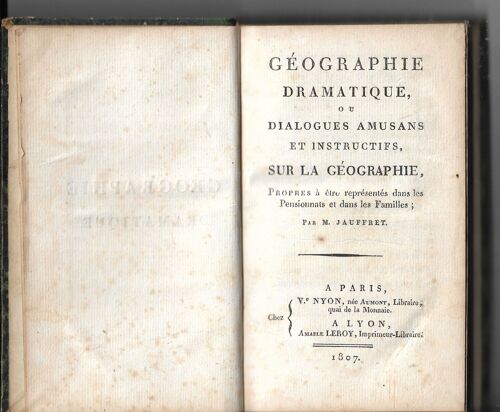 GÉOGRAPHIE
DRAMATIQUE,
OU
DIALOGUES AMUSANS
ET INSTRUCTIFS,
SUR LA GÉOGRAPHIE,
PROPRES à être représentés dans les
Pensionnats et dans les Familles ;
PAR M. JAUFFRET.
A PARIS,
V.e NYON, née AUMONT, Libraire,
quai de la Monnaie.
Chez
A LYON,
AMABLE LEROY, Imprimeur-Libraire.
1807.